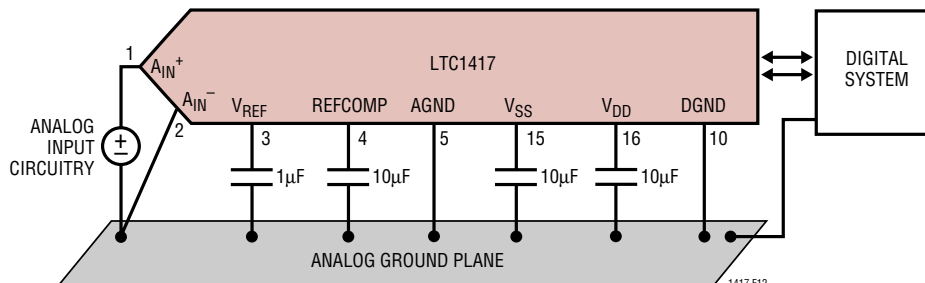 LTC1417
DIGITAL
SYSTEM
1
AIN+
AIN–
2
VREF
REFCOMP
AGND
VSS
VDD
DGND
3
4
5
15
16
10
ANALOG
INPUT
CIRCUITRY
+
–
1µF
10µF
10µF
10µF
ANALOG GROUND PLANE
1417 F12